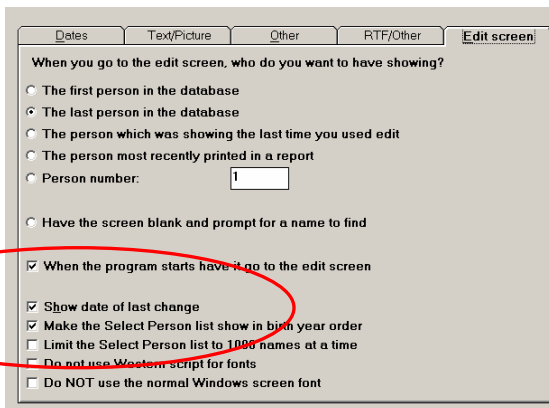 Dates Text/Picture Other RTF/Other Edit screen
When you go to the edit screen, who do you want to have showing?
The first person in the database
The last person in the database
The person which was showing the last time you used edit
The person most recently printed in a report
Person number: 1
Have the screen blank and prompt for a name to find
When the program starts have it go to the edit screen
Show date of last change
Make the Select Person list show in birth year order
Limit the Select Person list to 1000 names at a time
Do not use Western script for fonts
Do NOT use the normal Windows screen font